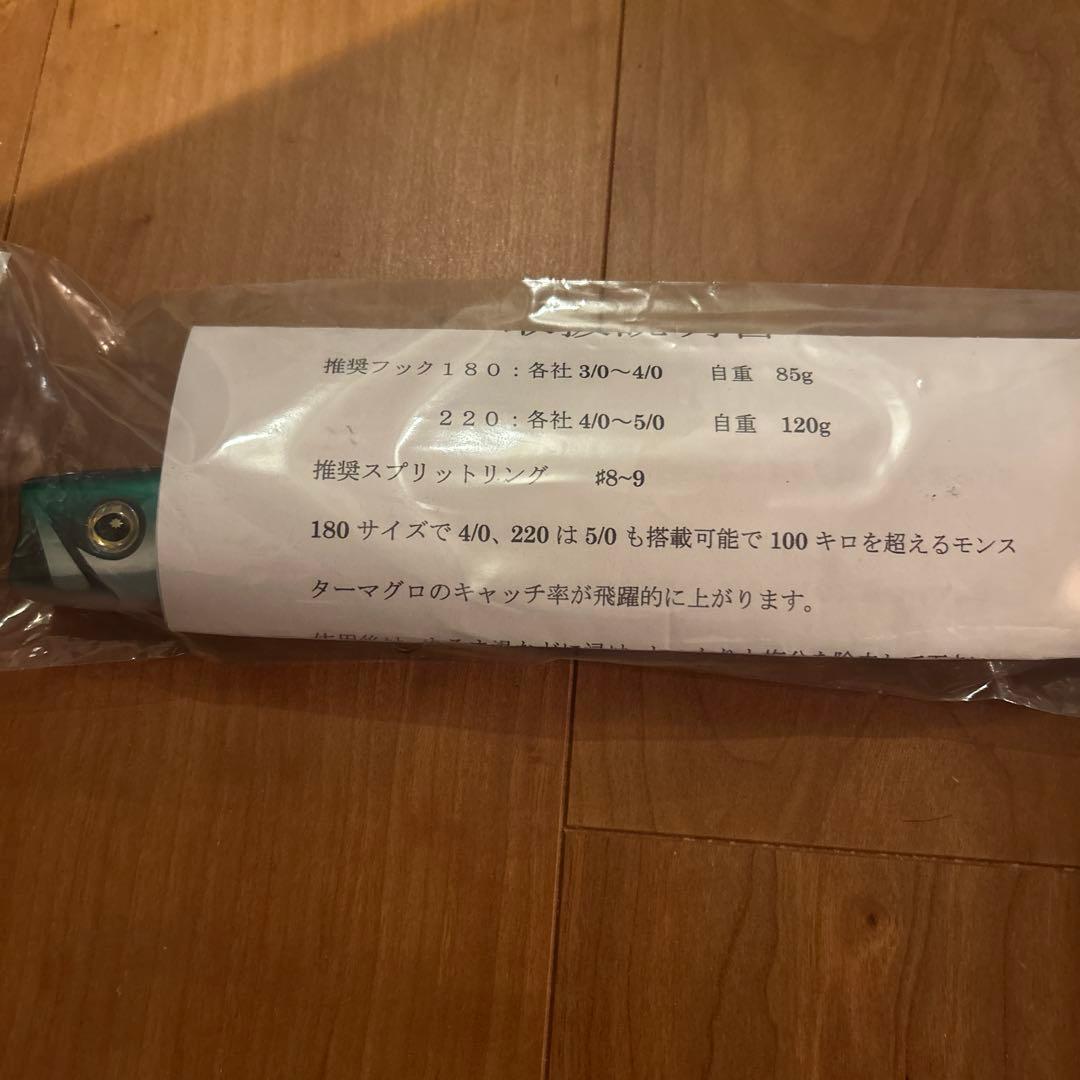 推奨フック１８０：各社 3/0～4/0 自重 85g
２２０：各社 4/0～5/0 自重 120g
推奨スプリットリング ♯8~9
180 サイズで 4/0、220 は 5/0 も搭載可能で 100 キロを超えるモンス
ターマグロのキャッチ率が飛躍的に上がります。